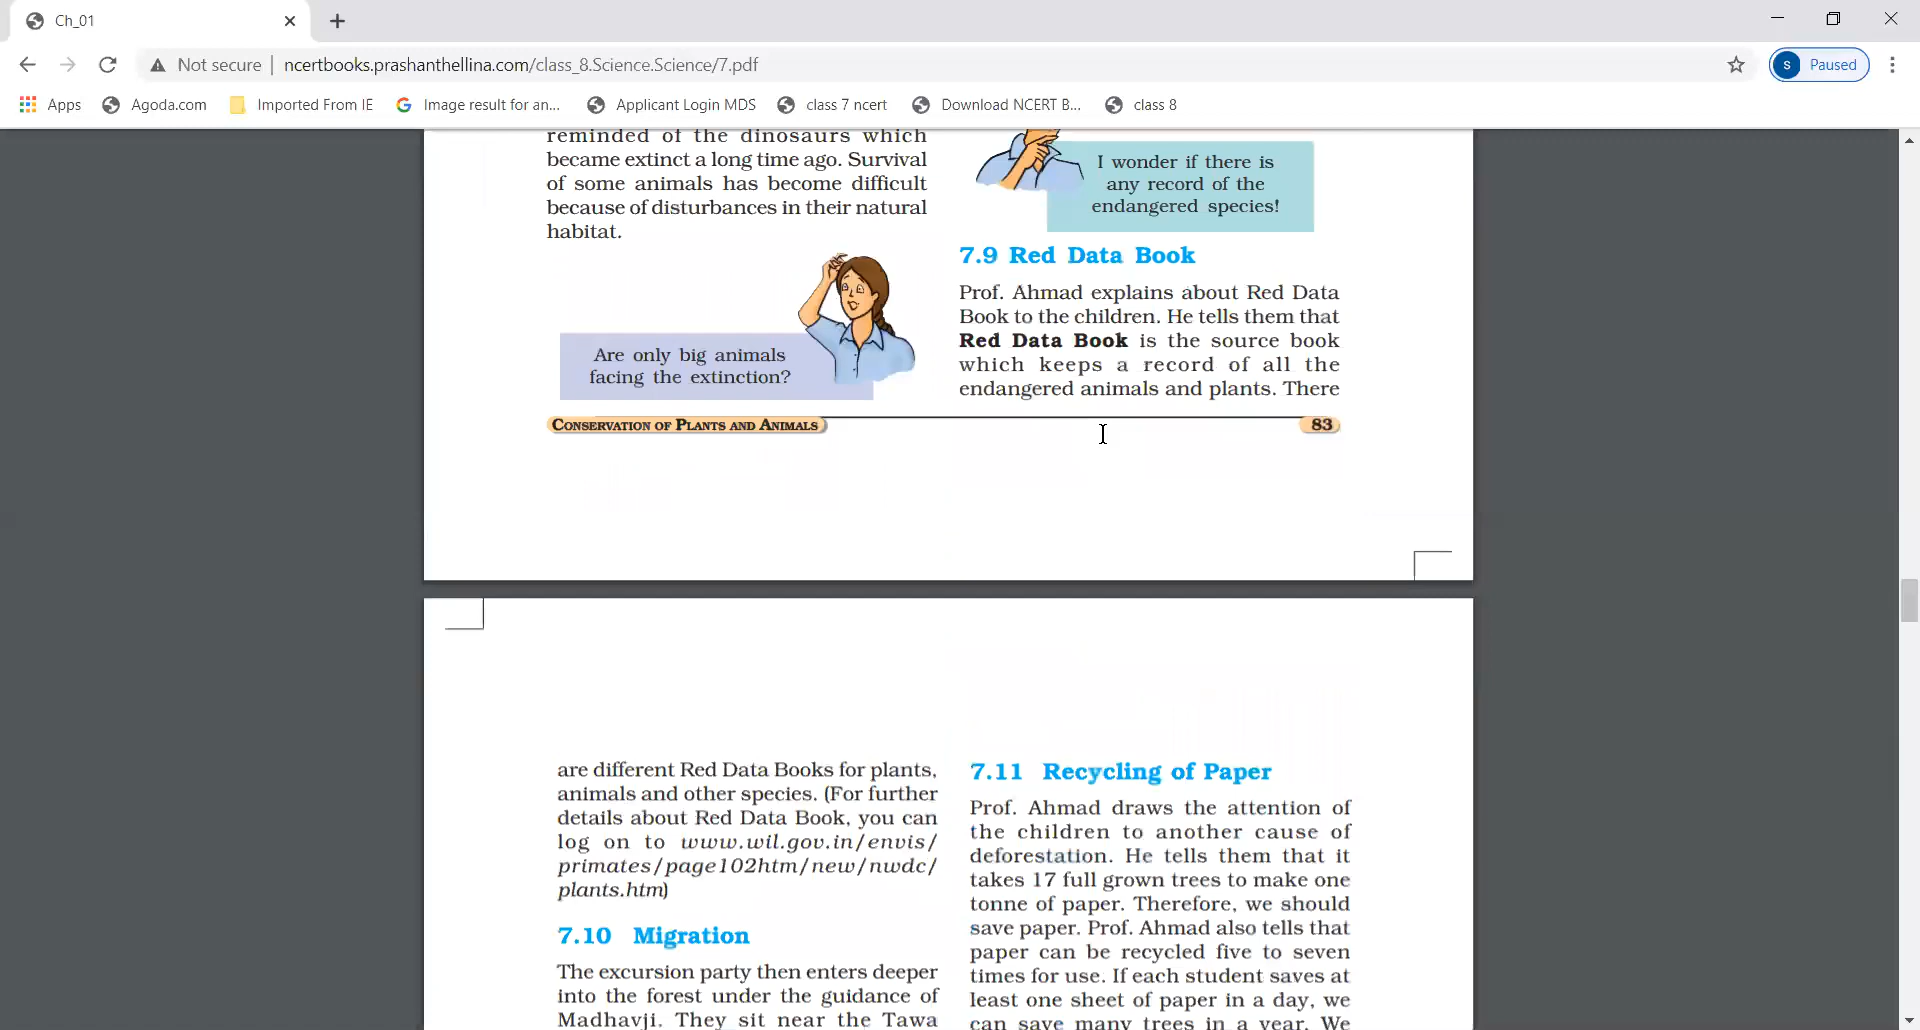 Ch_01
Not secure
ncertbooks.prashanthellina.com/class_8.Science.Science/7.pdf
S
Paused
Apps
Agoda.com
Imported From IE
Image result for an...
Applicant Login MDS
class 7 ncert
Download NCERT B...
class 8
reminded of the dinosaurs which
became extinct a long time ago. Survival
of some animals has become difficult
because of disturbances in their natural
habitat.
Are only big animals
facing the extinction?
I wonder if there is
any record of the
endangered species!
7.9 Red Data Book
Prof. Ahmad explains about Red Data
Book to the children. He tells them that
Red Data Book is the source book
which keeps a record of all the
endangered animals and plants. There
CONSERVATION OF PLANTS AND ANIMALS
83
are different Red Data Books for plants,
animals and other species. (For further
details about Red Data Book, you can
log on to www.wil.gov.in/envis/
primates/page102htm/new/nwdc/
plants.htm)
7.10 Migration
The excursion party then enters deeper
into the forest under the guidance of
Madhavji. They sit near the Tawa
7.11 Recycling of Paper
Prof. Ahmad draws the attention of
the children to another cause of
deforestation. He tells them that it
takes 17 full grown trees to make one
tonne of paper. Therefore, we should
save paper. Prof. Ahmad also tells that
paper can be recycled five to seven
times for use. If each student saves at
least one sheet of paper in a day, we
can save many trees in a year. We